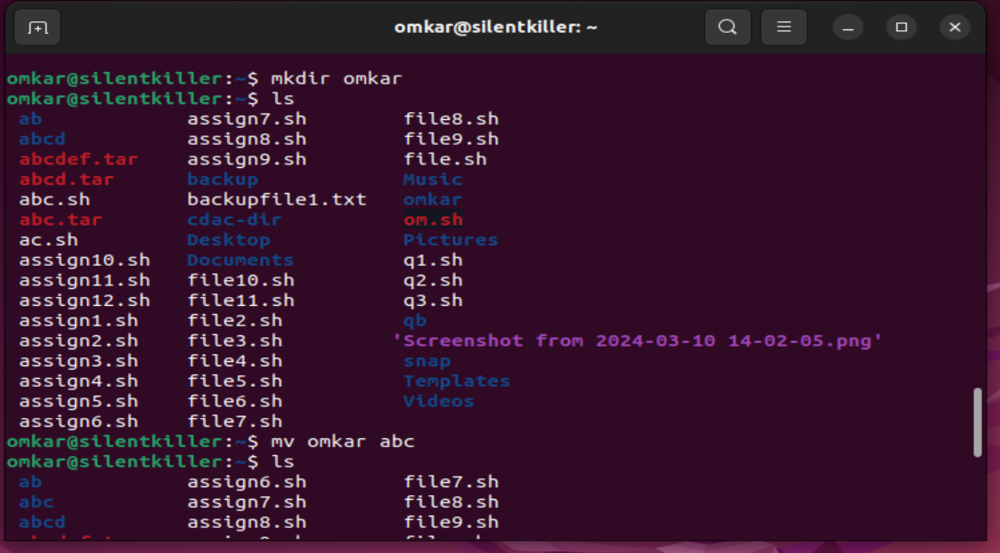 omkar@silentkiller: ~
omkar@silentkiller:~$ mkdir omkar
omkar@silentkiller:~$ ls
ab assign7.sh file8.sh
abcd assign8.sh file9.sh
abcdef.tar assign9.sh file.sh
abcd.tar backup Music
abc.sh backupfile1.txt omkar
abc.tar cdac-dir om.sh
ac.sh Desktop Pictures
assign10.sh Documents q1.sh
assign11.sh file10.sh q2.sh
assign12.sh file11.sh q3.sh
assign1.sh file2.sh qb
assign2.sh file3.sh 'Screenshot from 2024-03-10 14-02-05.png'
assign3.sh file4.sh snap
assign4.sh file5.sh Templates
assign5.sh file6.sh Videos
assign6.sh file7.sh
omkar@silentkiller:~$ mv omkar abc
omkar@silentkiller:~$ ls
ab assign6.sh file7.sh
abc assign7.sh file8.sh
abcd assign8.sh file9.sh